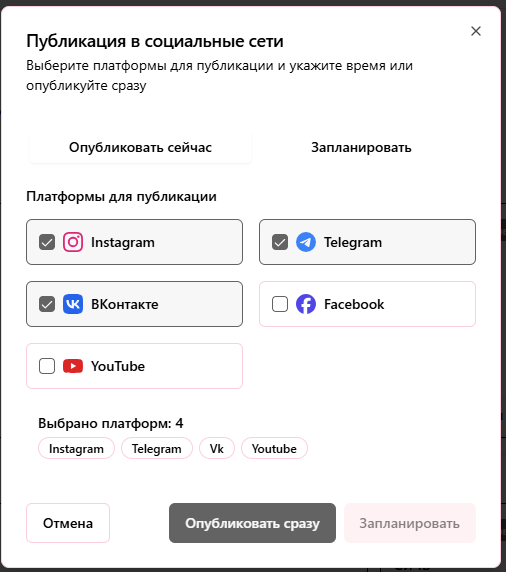 Публикация в социальные сети
Выберите платформы для публикации и укажите время или
опубликуйте сразу
Опубликовать сейчас
Запланировать
Платформы для публикации
Instagram
Telegram
ВКонтакте
Facebook
YouTube
Выбрано платформ: 4
Instagram
Telegram
Vk
Youtube
Отмена
Опубликовать сразу
Запланировать